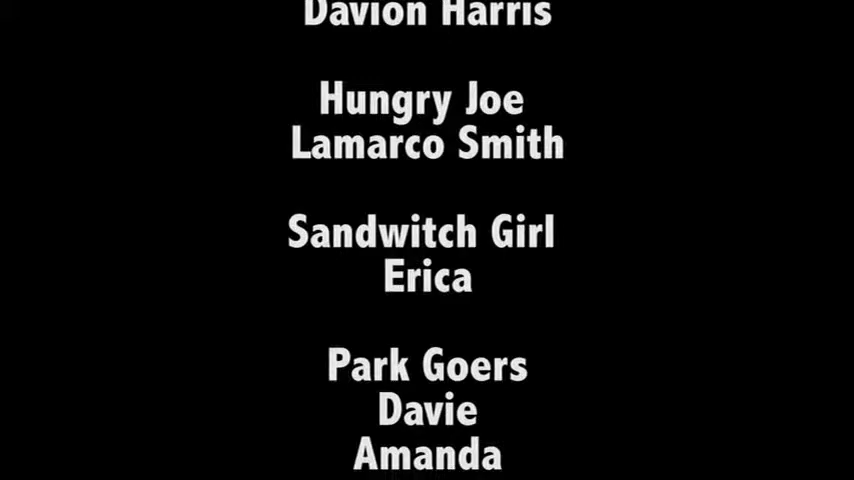 Davion Harris
Hungry Joe
Lamarco Smith
Sandwitch Girl
Erica
Park Goers
Davie
Amanda